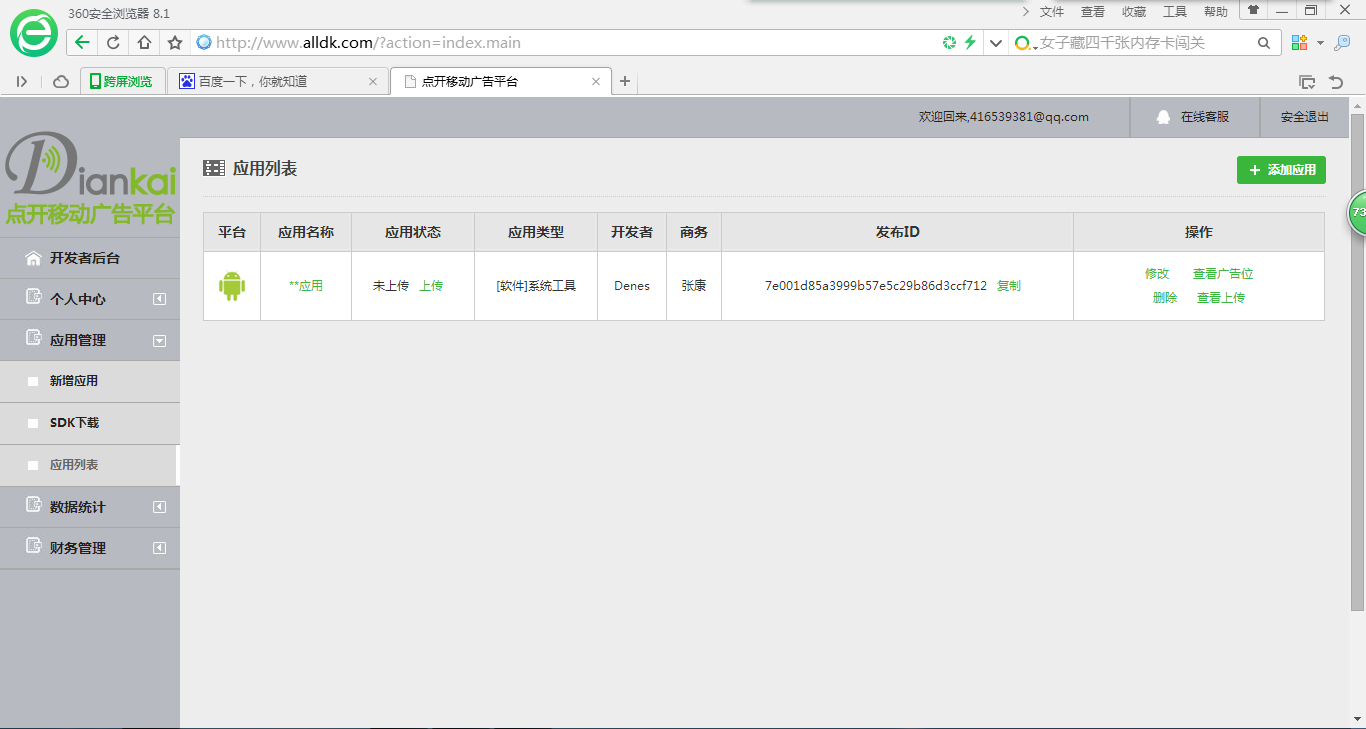 360安全浏览器 8.1
文件 查看 收藏 工具 帮助
http://www.alldk.com/?action=index.main
女子藏四千张内存卡闯关
跨屏浏览 百度一下，你就知道 点开移动广告平台
欢迎回来,416539381@qq.com 在线客服 安全退出
Diankai
点开移动广告平台
开发者后台
个人中心
应用管理
新增应用
SDK下载
应用列表
数据统计
财务管理
应用列表
添加应用
平台 应用名称 应用状态 应用类型 开发者 商务 发布ID 操作
**应用 未上传 上传 [软件]系统工具 Denes 张康 7e001d85a3999b57e5c29b86d3ccf712 复制 修改 查看广告位
删除 查看上传
73